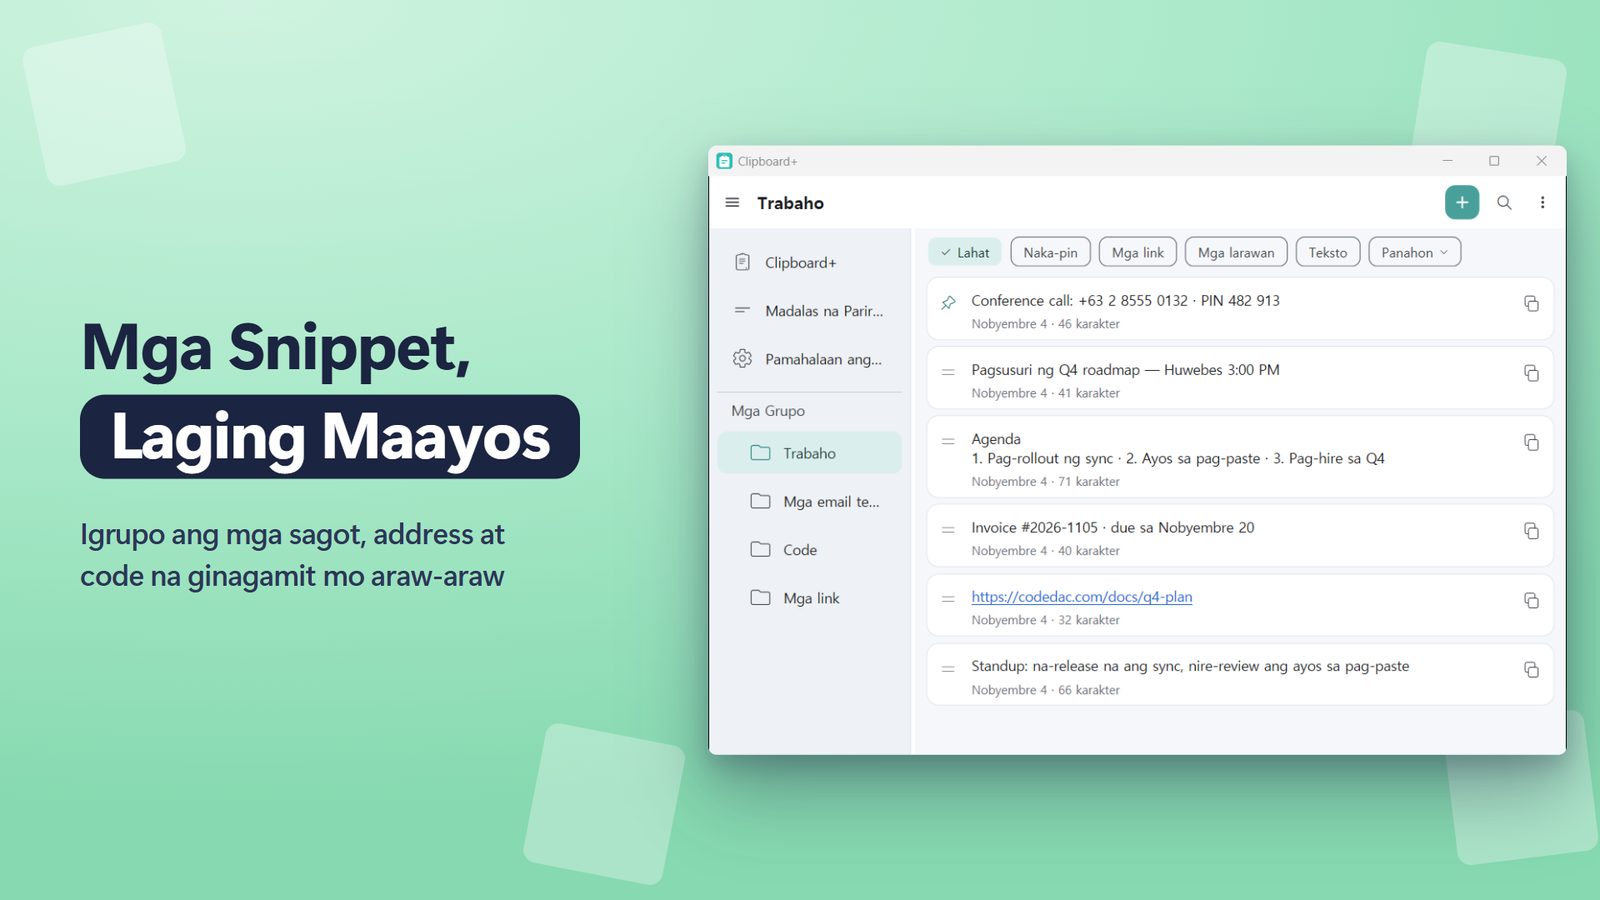 Mga Snippet,
Laging Maayos
Igrupo ang mga sagot, address at
code na ginagamit mo araw-araw
Clipboard+
Trabaho
Clipboard+
Madalas na Parir...
Pamahalaan ang...
Mga Grupo
Trabaho
Mga email te...
Code
Mga link
Lahat
Naka-pin
Mga link
Mga larawan
Teksto
Panahon
Conference call: +63 2 8555 0132 · PIN 482 913
Nobyembre 4 · 46 karakter
Pagsusuri ng Q4 roadmap — Huwebes 3:00 PM
Nobyembre 4 · 41 karakter
Agenda
1. Pag-rollout ng sync · 2. Ayos sa pag-paste · 3. Pag-hire sa Q4
Nobyembre 4 · 71 karakter
Invoice #2026-1105 · due sa Nobyembre 20
Nobyembre 4 · 40 karakter
https://codedac.com/docs/q4-plan
Nobyembre 4 · 32 karakter
Standup: na-release na ang sync, nire-review ang ayos sa pag-paste
Nobyembre 4 · 66 karakter